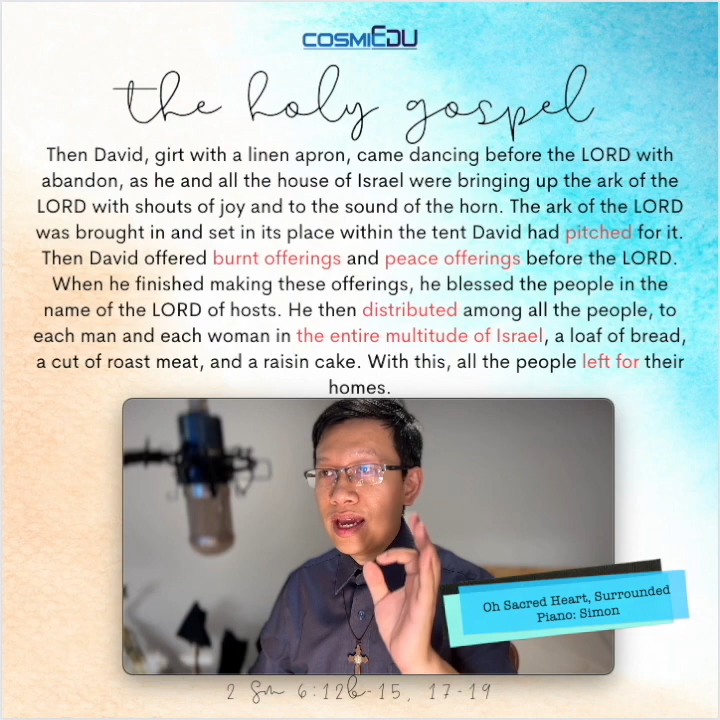 COSMIEDU
the holy gospel
Then David, girt with a linen apron, came dancing before the LORD with
abandon, as he and all the house of Israel were bringing up the ark of the
LORD with shouts of joy and to the sound of the horn. The ark of the LORD
was brought in and set in its place within the tent David had pitched for it.
Then David offered burnt offerings and peace offerings before the LORD.
When he finished making these offerings, he blessed the people in the
name of the LORD of hosts. He then distributed among all the people, to
each man and each woman in the entire multitude of Israel, a loaf of bread,
a cut of roast meat, and a raisin cake. With this, all the people left for their
homes.
Oh Sacred Heart, Surrounded
Piano: Simon
2 Sm 6:12b-15, 17-19